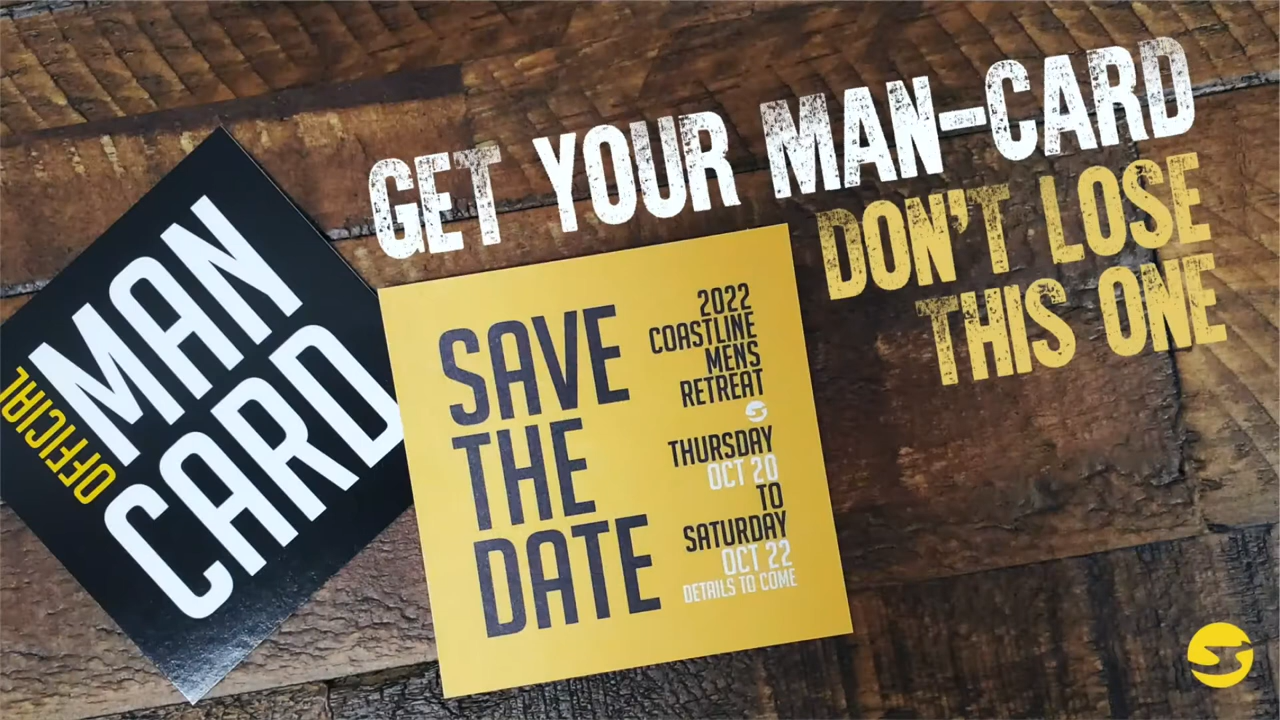 GET YOUR MAN-CARD
DON'T LOSE
THIS ONE
OFFICIAL
MAN
CARD
SAVE
THE
DATE
2022
COASTLINE
MENS
RETREAT
THURSDAY
OCT 20
TO
SATURDAY
OCT 22
DETAILS TO COME